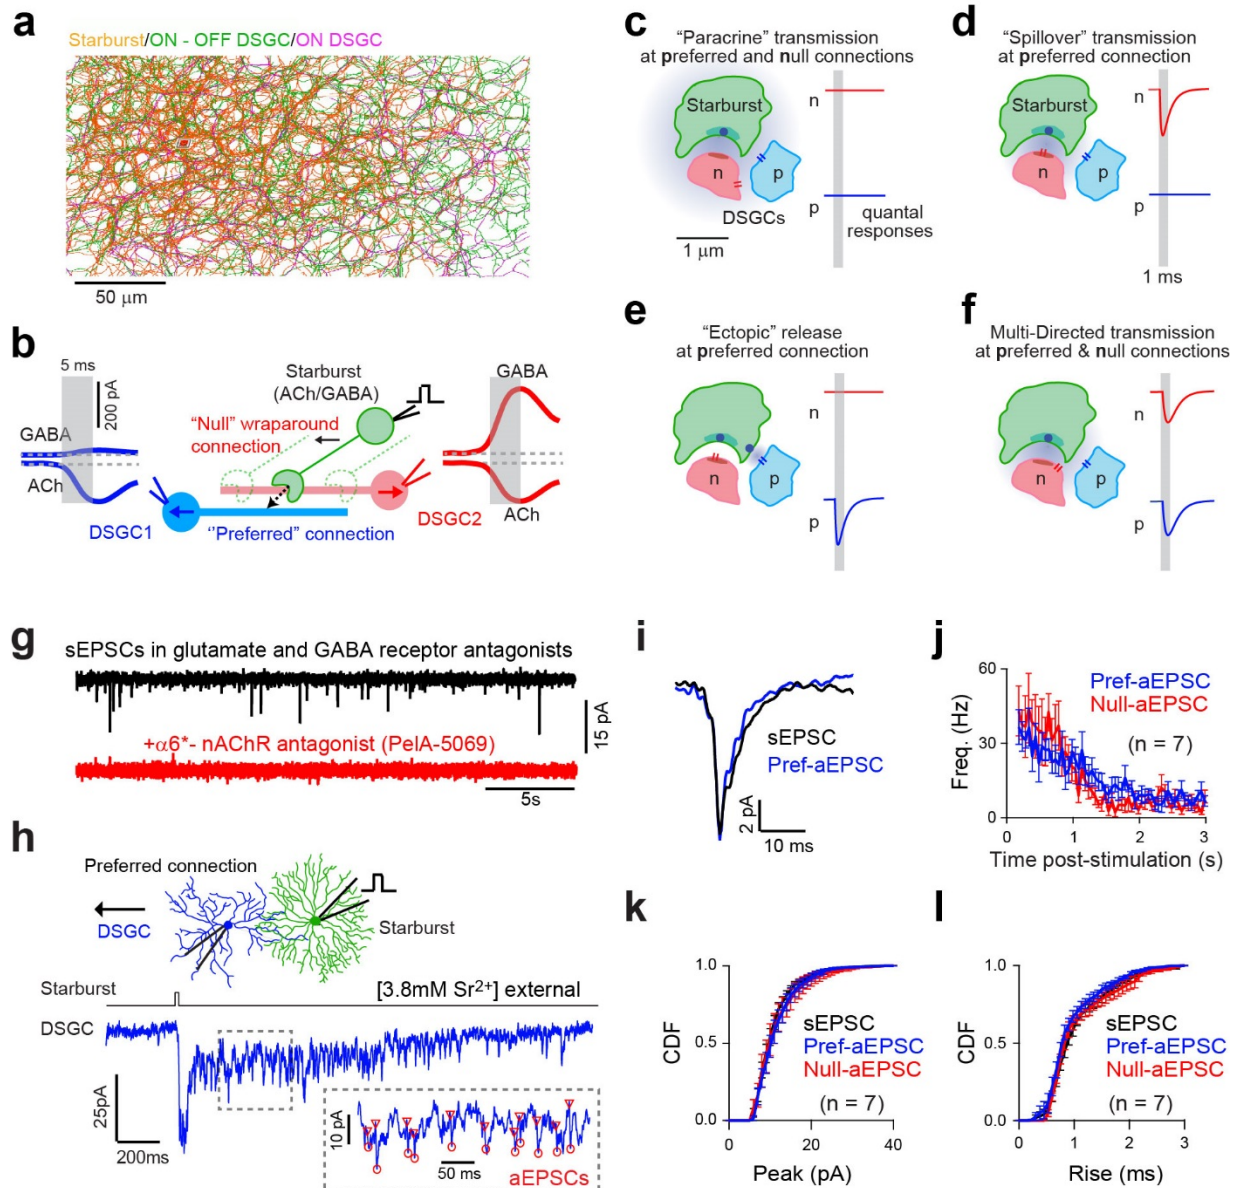 a
Starburst/ON - OFF DSGC/ON DSGC
50 μm
b
5 ms
200 pA
GABA
ACh
Starburst
(ACh/GABA)
"Null" wraparound
connection
DSGC1
"Preferred" connection
DSGC2
GABA
ACh
c
"Paracrine" transmission
at preferred and null connections
Starburst
n
p
DSGCs
1 μm
n
p
quantal
responses
d
"Spillover" transmission
at preferred connection
Starburst
n
p
n
p
1 ms
e
"Ectopic" release
at preferred connection
n
p
n
p
f
Multi-Directed transmission
at preferred & null connections
n
p
n
p
g
sEPSCs in glutamate and GABA receptor antagonists
+α6*- nAChR antagonist (PeIA-5069)
15 pA
5s
h
Preferred connection
DSGC
Starburst
Starburst
[3.8mM Sr²⁺] external
DSGC
25pA
200ms
10 pA
50 ms
aEPSCs
i
sEPSC
Pref-aEPSC
2 pA
10 ms
j
Freq. (Hz)
60
30
0
Pref-aEPSC
Null-aEPSC
(n = 7)
0 1 2 3
Time post-stimulation (s)
k
CDF
1.0
0.5
0.0
sEPSC
Pref-aEPSC
Null-aEPSC
(n = 7)
0 20 40
Peak (pA)
l
CDF
1.0
0.5
0.0
sEPSC
Pref-aEPSC
Null-aEPSC
(n = 7)
0 1 2 3
Rise (ms)